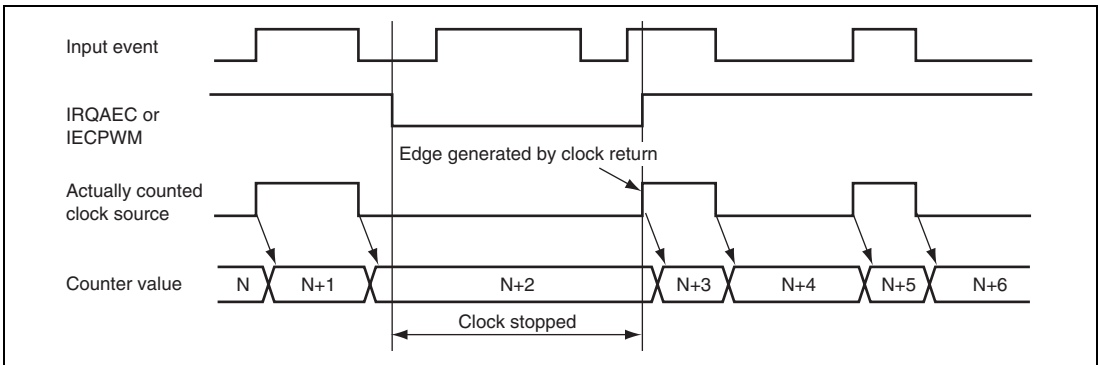 Input event
IRQAEC or
IECPWM
Edge generated by clock return
Actually counted
clock source
Counter value N N+1 N+2 N+3 N+4 N+5 N+6
Clock stopped